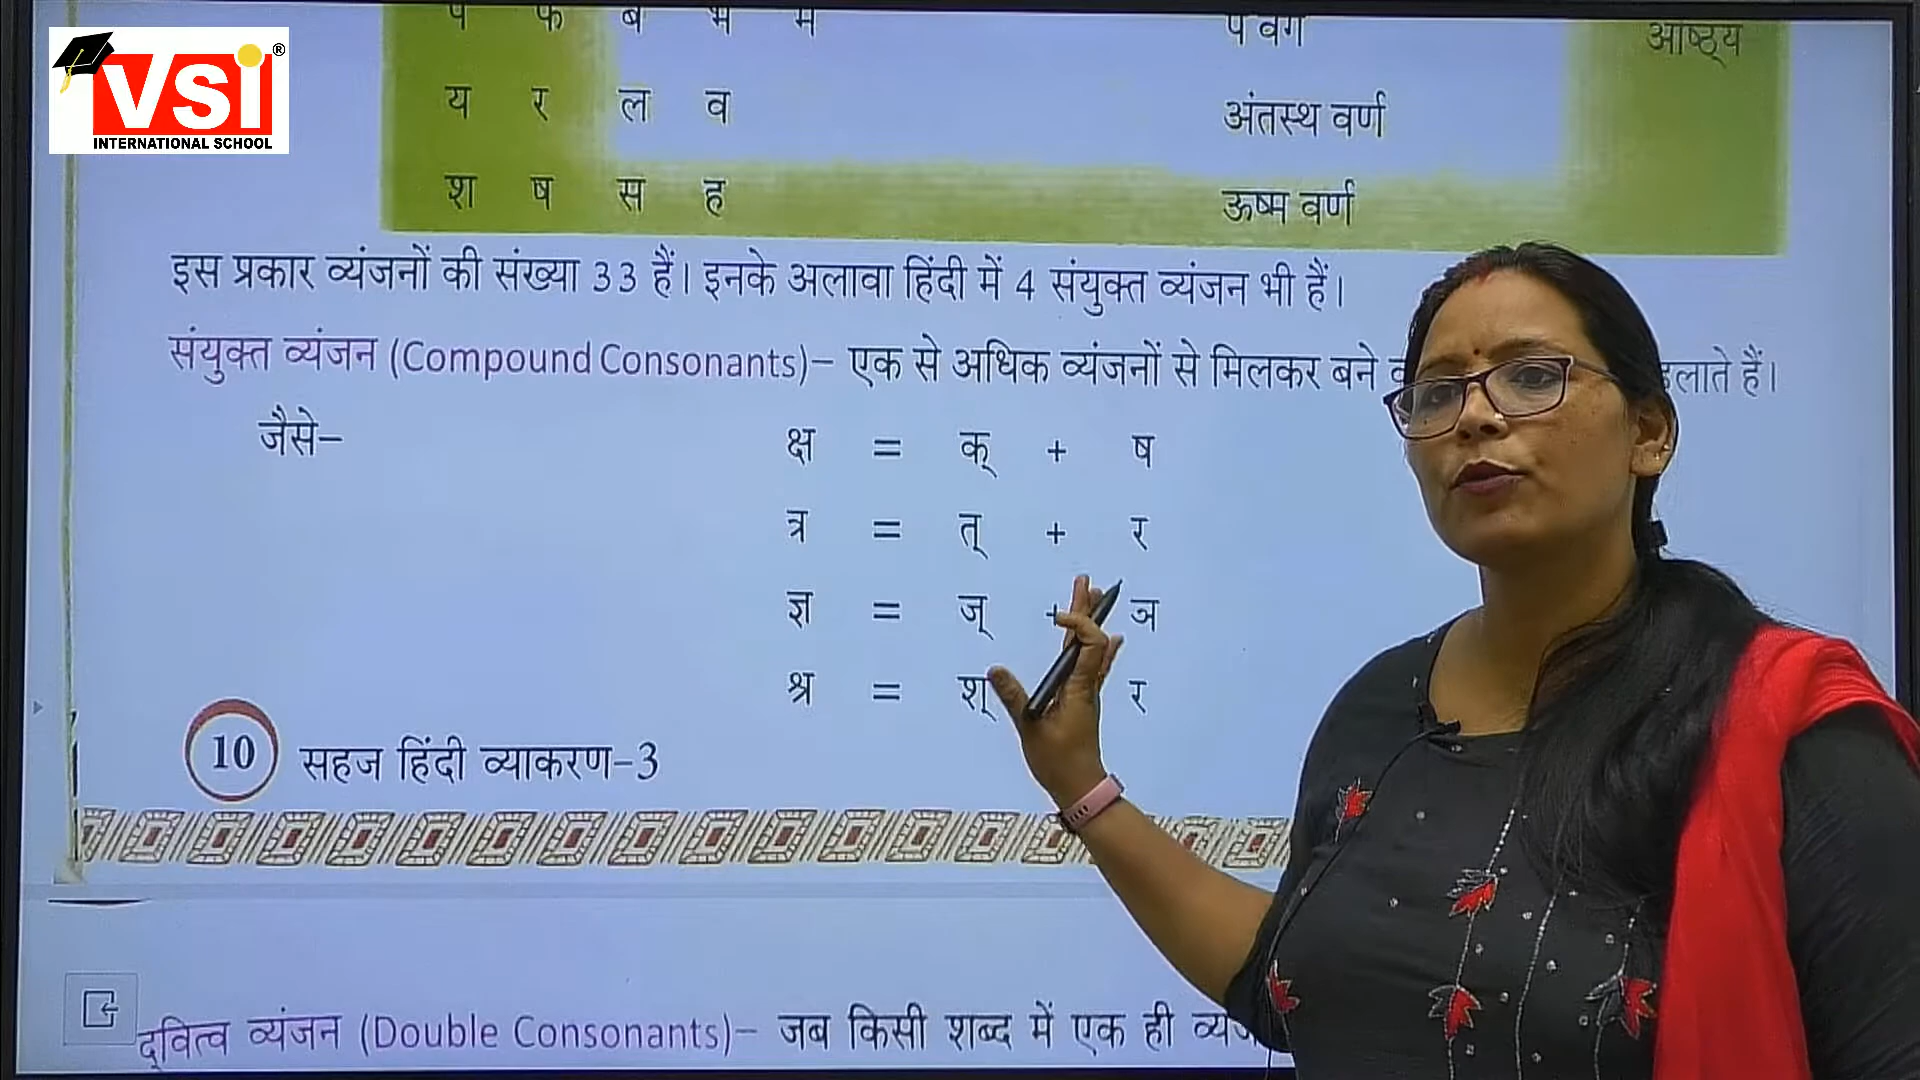 VSI ®
INTERNATIONAL SCHOOL
प फ ब भ म प वर्ग
य र ल व अंतस्थ वर्ण
श ष स ह ऊष्म वर्ण
इस प्रकार व्यंजनों की संख्या 33 हैं। इनके अलावा हिंदी में 4 संयुक्त व्यंजन भी हैं।
संयुक्त व्यंजन (Compound Consonants)– एक से अधिक व्यंजनों से मिलकर बने हैं।
जैसे– क्ष = क् + ष
त्र = त् + र
ज्ञ = ज् + ञ
श्र = श् र
10 सहज हिंदी व्याकरण-3
द्‌वित्व व्यंजन (Double Consonants)– जब किसी शब्द में एक ही